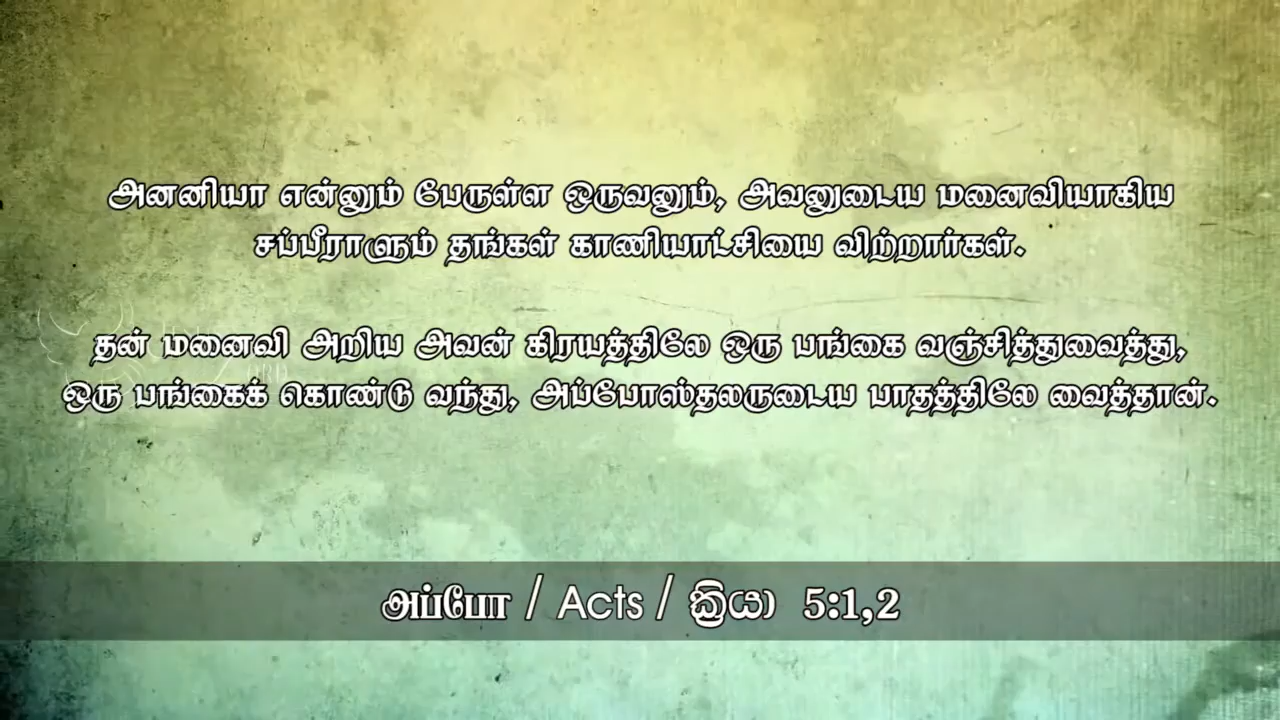 அனனியா என்னும் பேருள்ள ஒருவனும், அவனுடைய மனைவியாகிய
சப்பீராளும் தங்கள் காணியாட்சியை விற்றார்கள்.
தன் மனைவி அறிய அவன் கிரயத்திலே ஒரு பங்கை வஞ்சித்துவைத்து,
ஒரு பங்கைக் கொண்டு வந்து, அப்போஸ்தலருடைய பாதத்திலே வைத்தான்.
அப்போ / Acts / ක්‍රියා 5:1,2